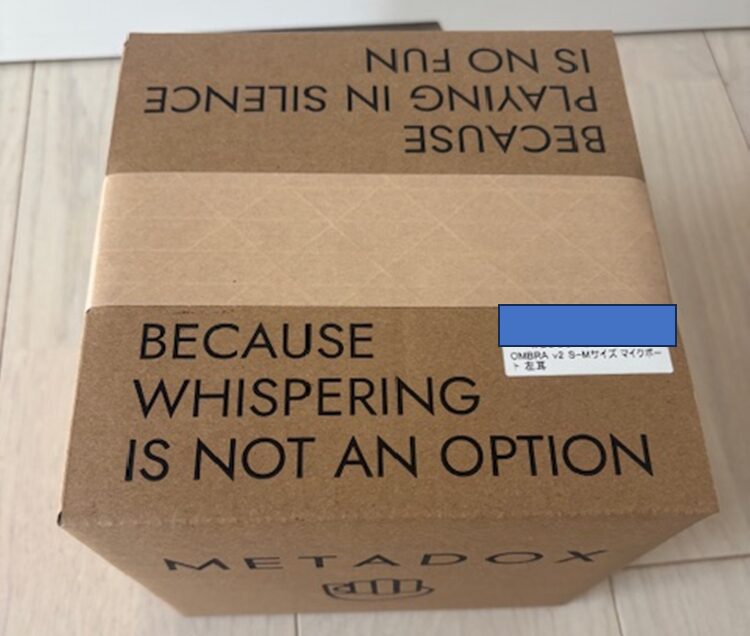 BECAUSE
PLAYING IN SILENCE
IS NO FUN
BECAUSE
WHISPERING
IS NOT AN OPTION
OMBRA v2 S-Mサイズ マイクポー
ト 左耳
METADOX